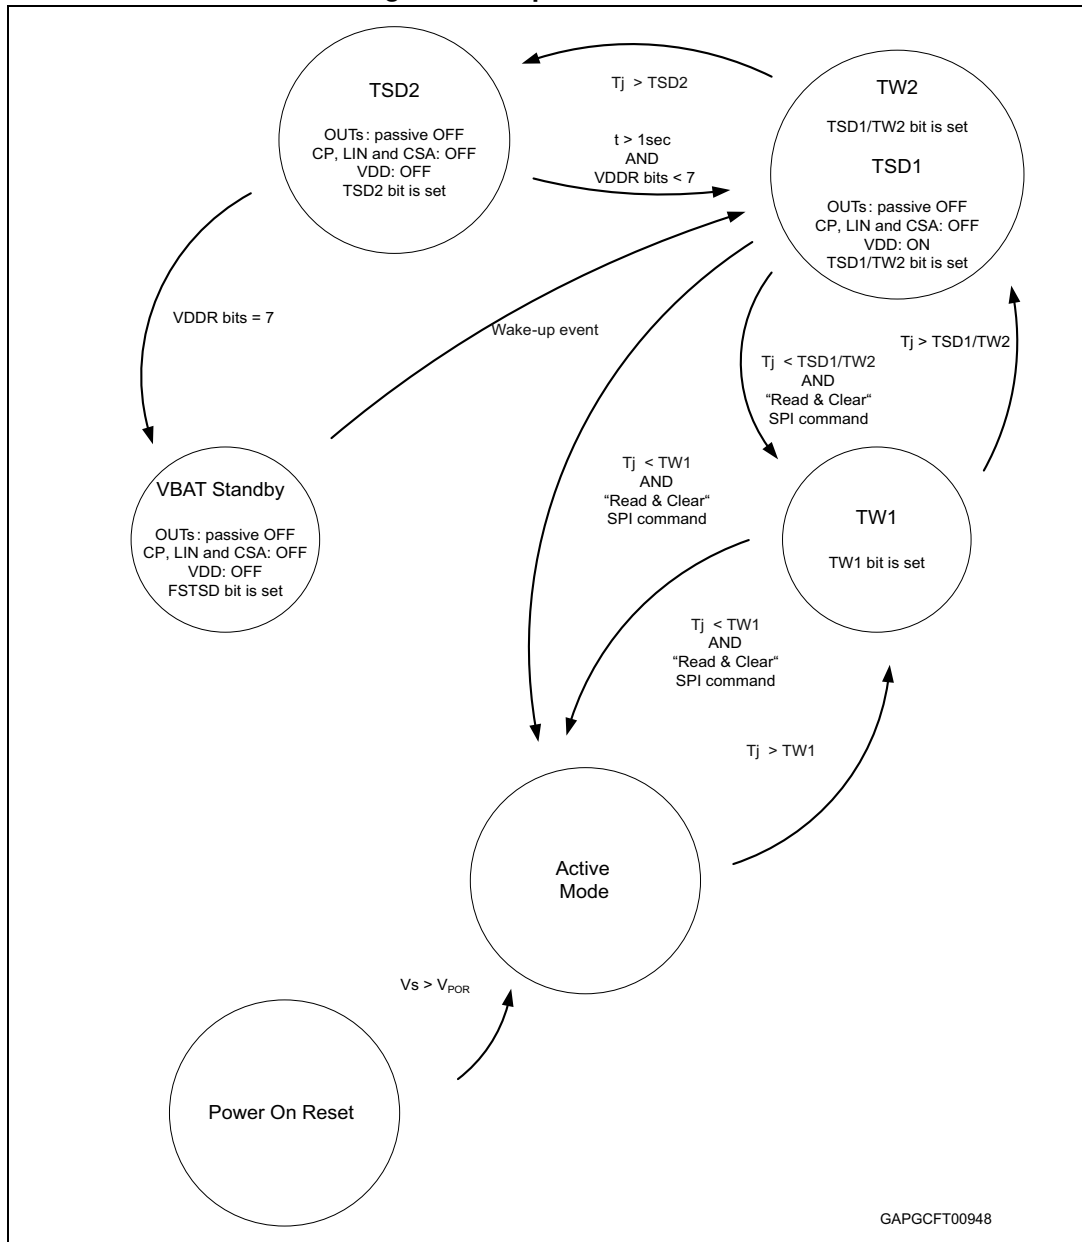 TSD2
OUTs: passive OFF
CP, LIN and CSA: OFF
VDD: OFF
TSD2 bit is set
Tj > TSD2
t > 1sec
AND
VDDR bits < 7
TW2
TSD1/TW2 bit is set
TSD1
OUTs: passive OFF
CP, LIN and CSA: OFF
VDD: ON
TSD1/TW2 bit is set
VDDR bits = 7
Wake-up event
Tj > TSD1/TW2
Tj < TSD1/TW2
AND
“Read & Clear“
SPI command
VBAT Standby
OUTs: passive OFF
CP, LIN and CSA: OFF
VDD: OFF
FSTSD bit is set
Tj < TW1
AND
“Read & Clear“
SPI command
TW1
TW1 bit is set
Tj < TW1
AND
“Read & Clear“
SPI command
Tj > TW1
Active
Mode
Vs > VPOR
Power On Reset
GAPGCFT00948